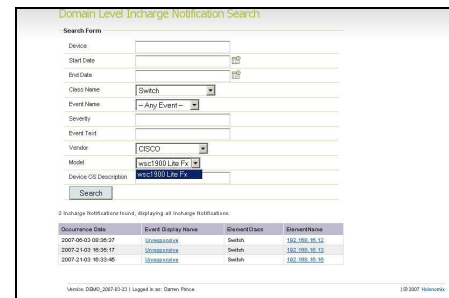 Domain Level Incharge Notification Search
Search Form
Device
Start Date
End Date
Class Name Switch
Event Name -- Any Event --
Severity
Event Text
Vendor CISCO
Model wsc1900 Lite Fx
wsc1900 Lite Fx
Device OS Description
Search
3 Incharge Notifications found, displaying all Incharge Notifications.
Occurrence Date Event Display Name ElementClass ElementName
2007-06-03 09:36:37 Unresponsive Switch 192.168.16.12
2007-21-03 16:35:17 Unresponsive Switch 192.168.16.13
2007-21-03 16:33:46 Unresponsive Switch 192.168.16.16
Version: DEMO_2007-03-23 | Logged in as: Darren Prince | © 2007 Holonomix